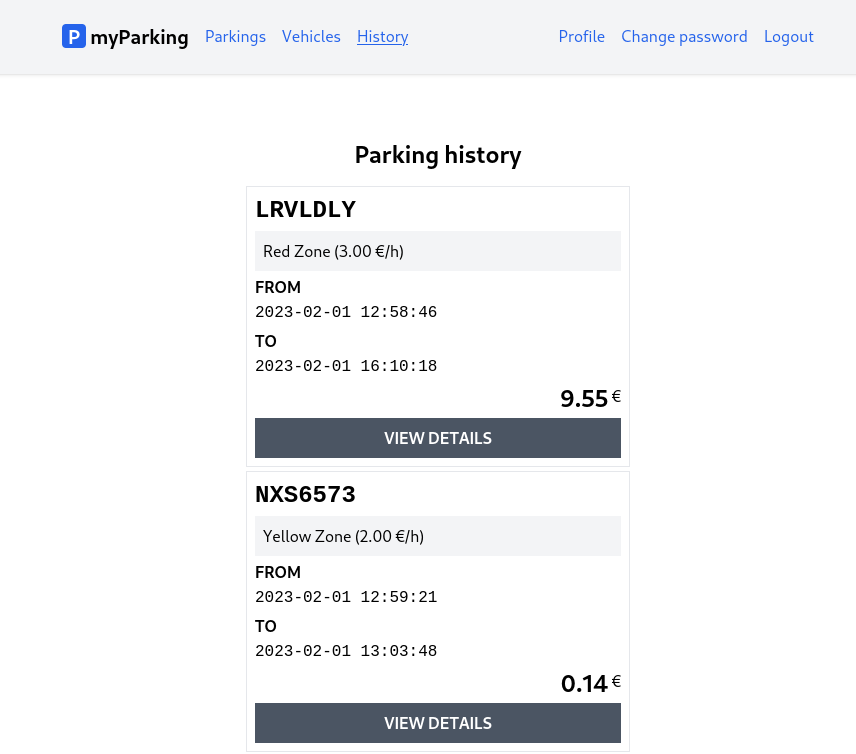 P myParking Parkings Vehicles History Profile Change password Logout
Parking history
LRVLDLY
Red Zone (3.00 €/h)
FROM
2023-02-01 12:58:46
TO
2023-02-01 16:10:18
9.55 €
VIEW DETAILS
NXS6573
Yellow Zone (2.00 €/h)
FROM
2023-02-01 12:59:21
TO
2023-02-01 13:03:48
0.14 €
VIEW DETAILS